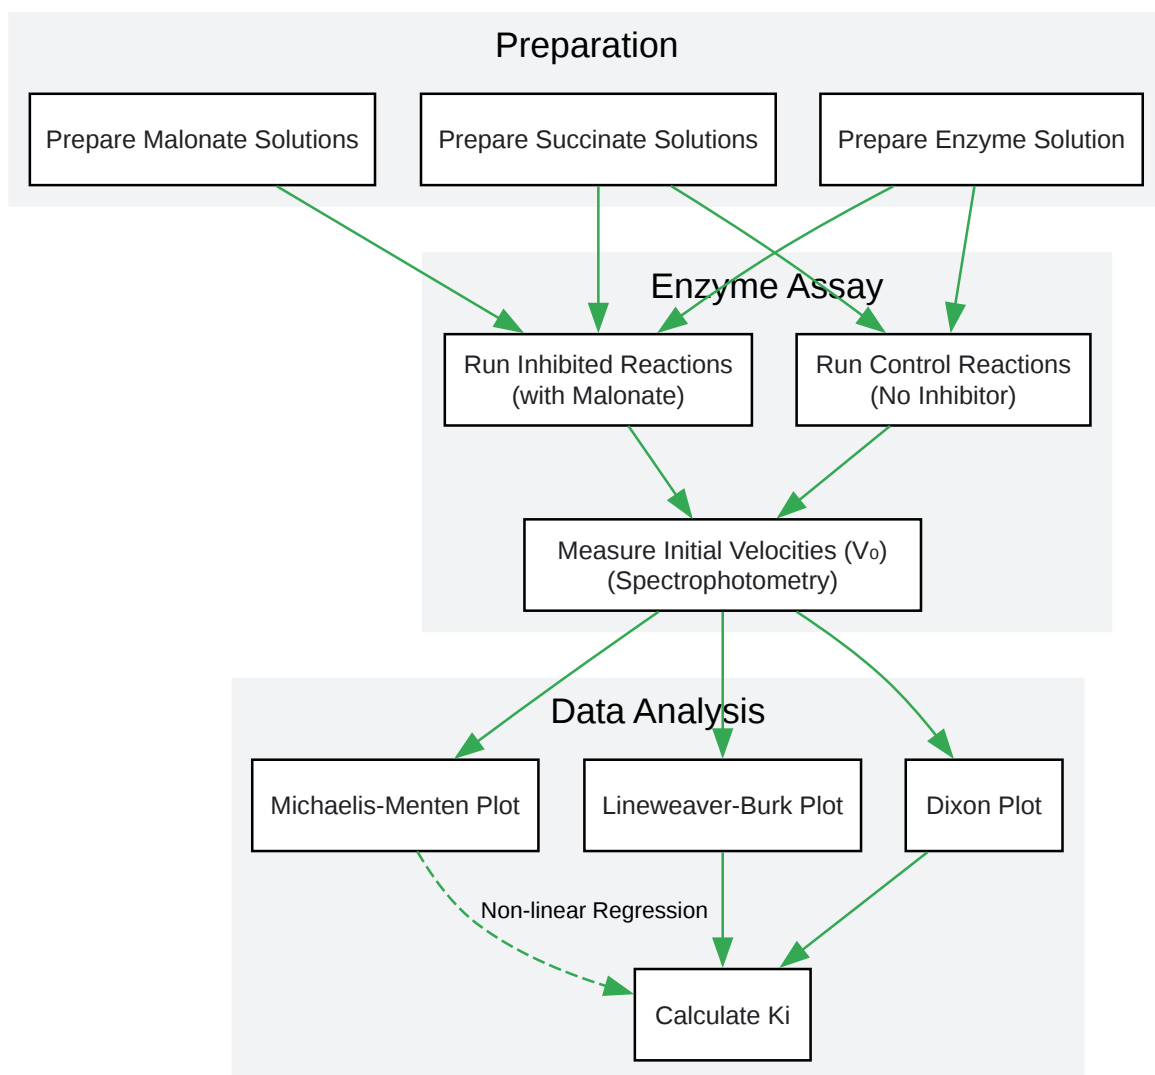 Preparation
Prepare Malonate Solutions
Prepare Succinate Solutions
Prepare Enzyme Solution
Enzyme Assay
Run Inhibited Reactions
(with Malonate)
Run Control Reactions
(No Inhibitor)
Measure Initial Velocities (V₀)
(Spectrophotometry)
Data Analysis
Michaelis-Menten Plot
Lineweaver-Burk Plot
Dixon Plot
Non-linear Regression
Calculate Ki